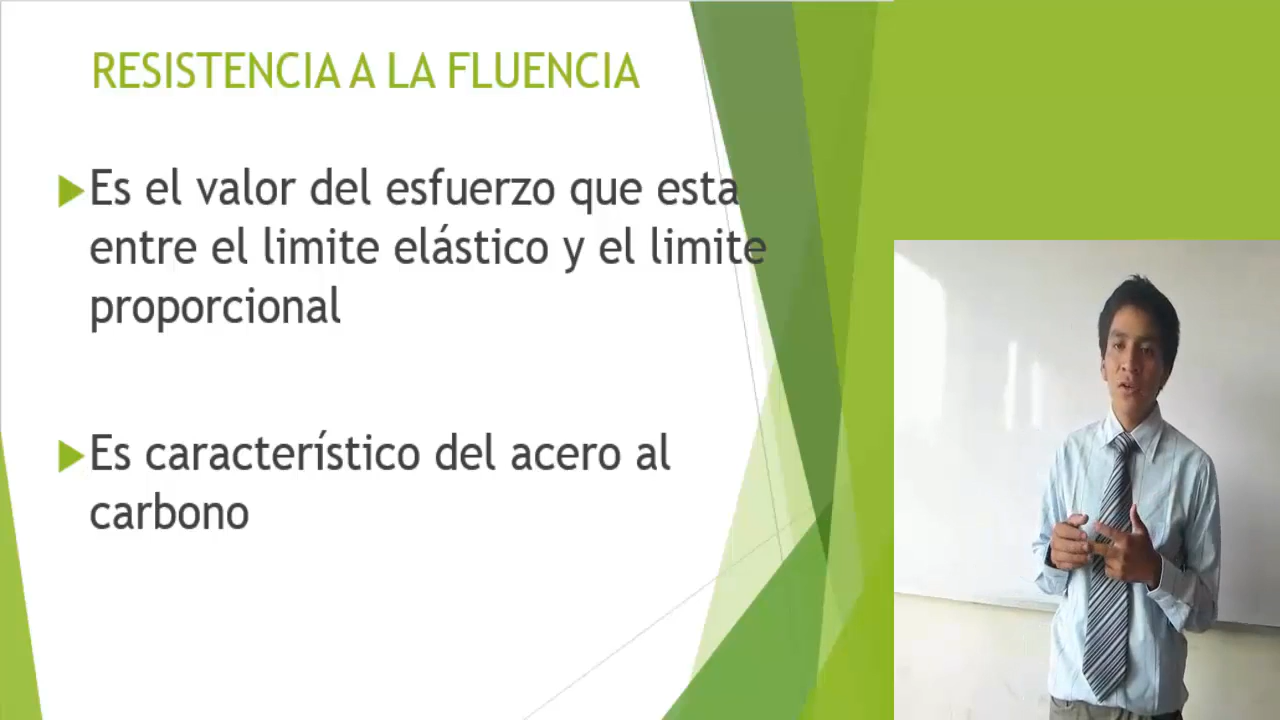 RESISTENCIA A LA FLUENCIA
Es el valor del esfuerzo que esta
entre el limite elástico y el limite
proporcional
Es característico del acero al
carbono